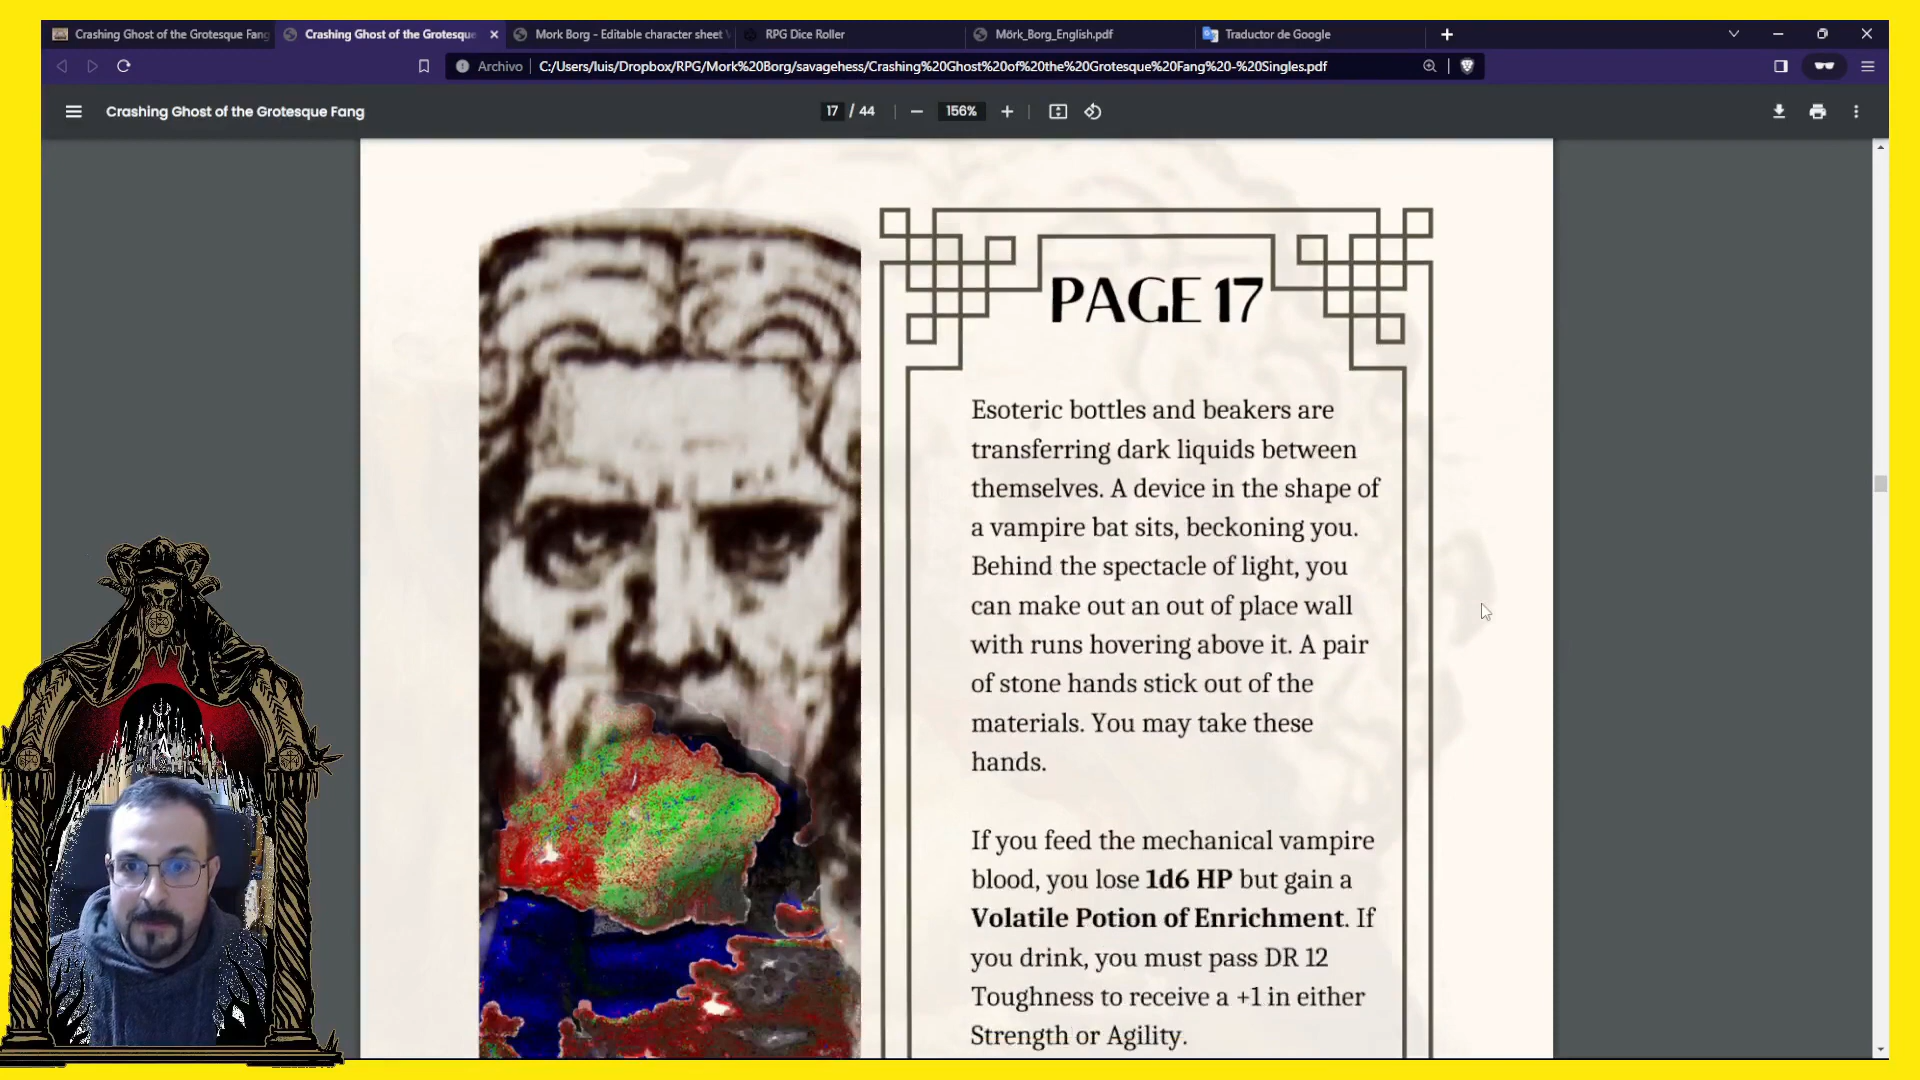 Crashing Ghost of the Grotesque Fang
Crashing Ghost of the Grotesque
Mork Borg - Editable character sheet
RPG Dice Roller
Mörk_Borg_English.pdf
Traductor de Google
Archivo
C:/Users/luis/Dropbox/RPG/Mork%20Borg/savagehess/Crashing%20Ghost%20of%20the%20Grotesque%20Fang%20-%20Singles.pdf
Crashing Ghost of the Grotesque Fang
17 / 44
156%
PAGE 17
Esoteric bottles and beakers are
transferring dark liquids between
themselves. A device in the shape of
a vampire bat sits, beckoning you.
Behind the spectacle of light, you
can make out an out of place wall
with runs hovering above it. A pair
of stone hands stick out of the
materials. You may take these
hands.
If you feed the mechanical vampire
blood, you lose 1d6 HP but gain a
Volatile Potion of Enrichment. If
you drink, you must pass DR 12
Toughness to receive a +1 in either
Strength or Agility.